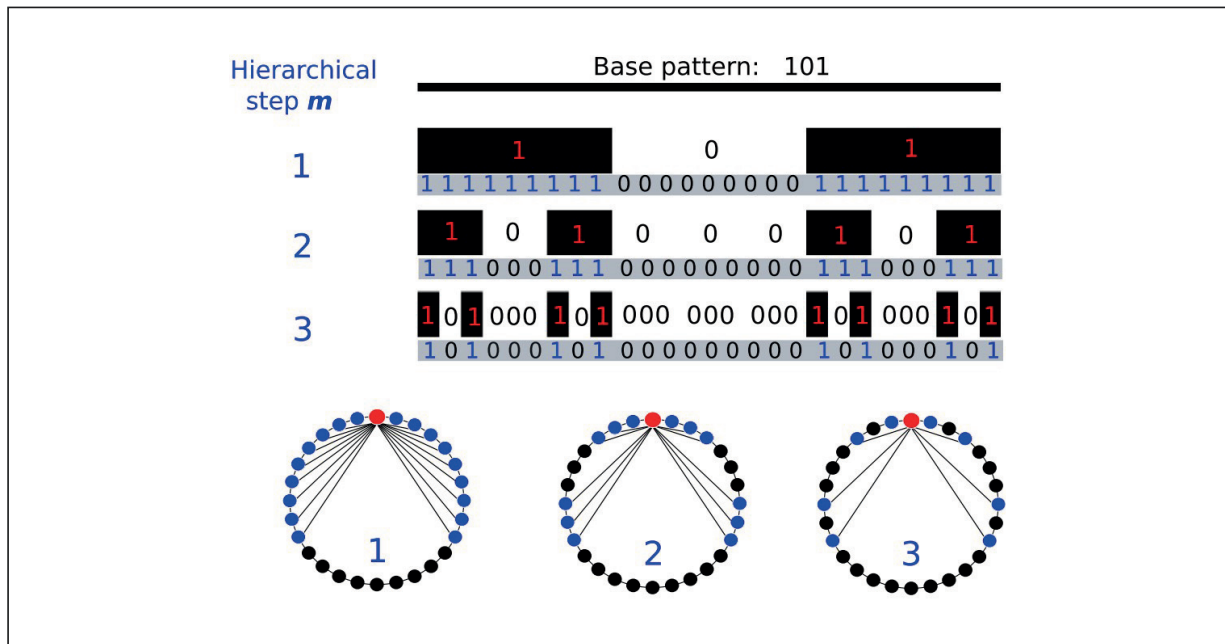 Hierarchical
step m
Base pattern: 101
1
1 0 1
1 1 1 1 1 1 1 1 1 0 0 0 0 0 0 0 0 0 1 1 1 1 1 1 1 1 1
2
1 0 1 0 0 0 1 0 1
1 1 1 0 0 0 1 1 1 0 0 0 0 0 0 0 0 0 1 1 1 0 0 0 1 1 1
3
1 0 1 000 1 0 1 000 000 000 1 0 1 000 1 0 1
1 0 1 0 0 0 1 0 1 0 0 0 0 0 0 0 0 0 1 0 1 0 0 0 1 0 1
1 2 3